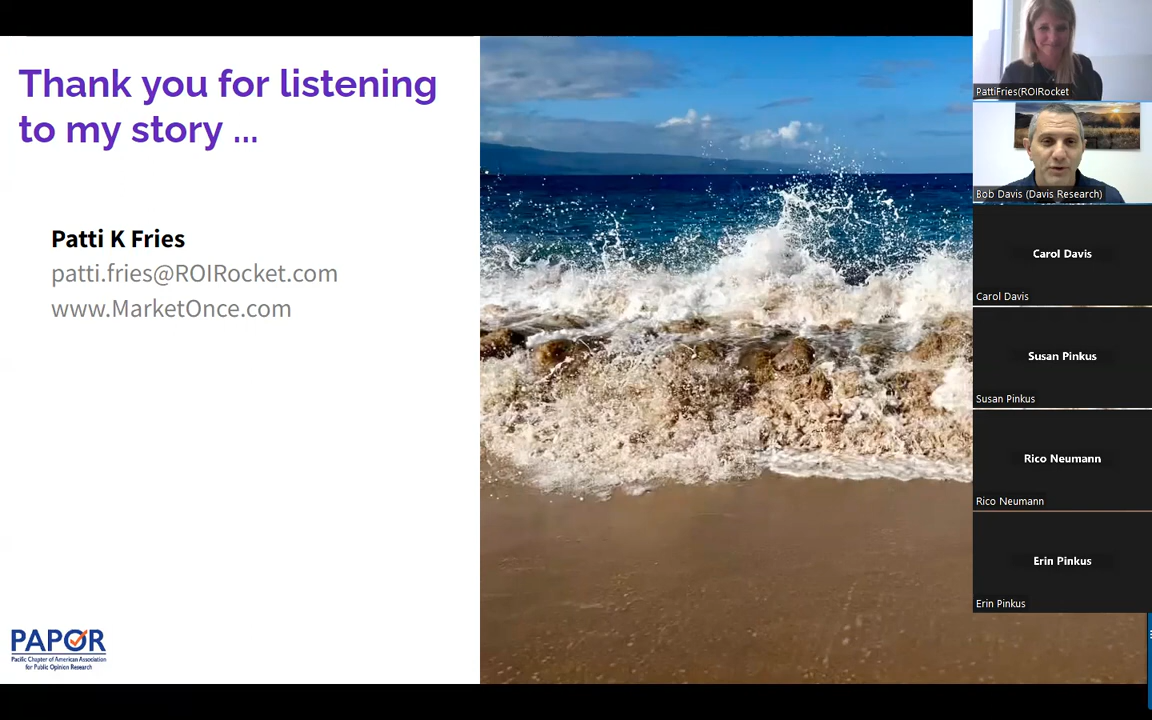 Thank you for listening
to my story ...
Patti K Fries
patti.fries@ROIRocket.com
www.MarketOnce.com
PAPOR
Pacific Chapter of American Association
for Public Opinion Research
PattiFries(ROIRocket
Bob Davis (Davis Research)
Carol Davis
Carol Davis
Susan Pinkus
Susan Pinkus
Rico Neumann
Rico Neumann
Erin Pinkus
Erin Pinkus